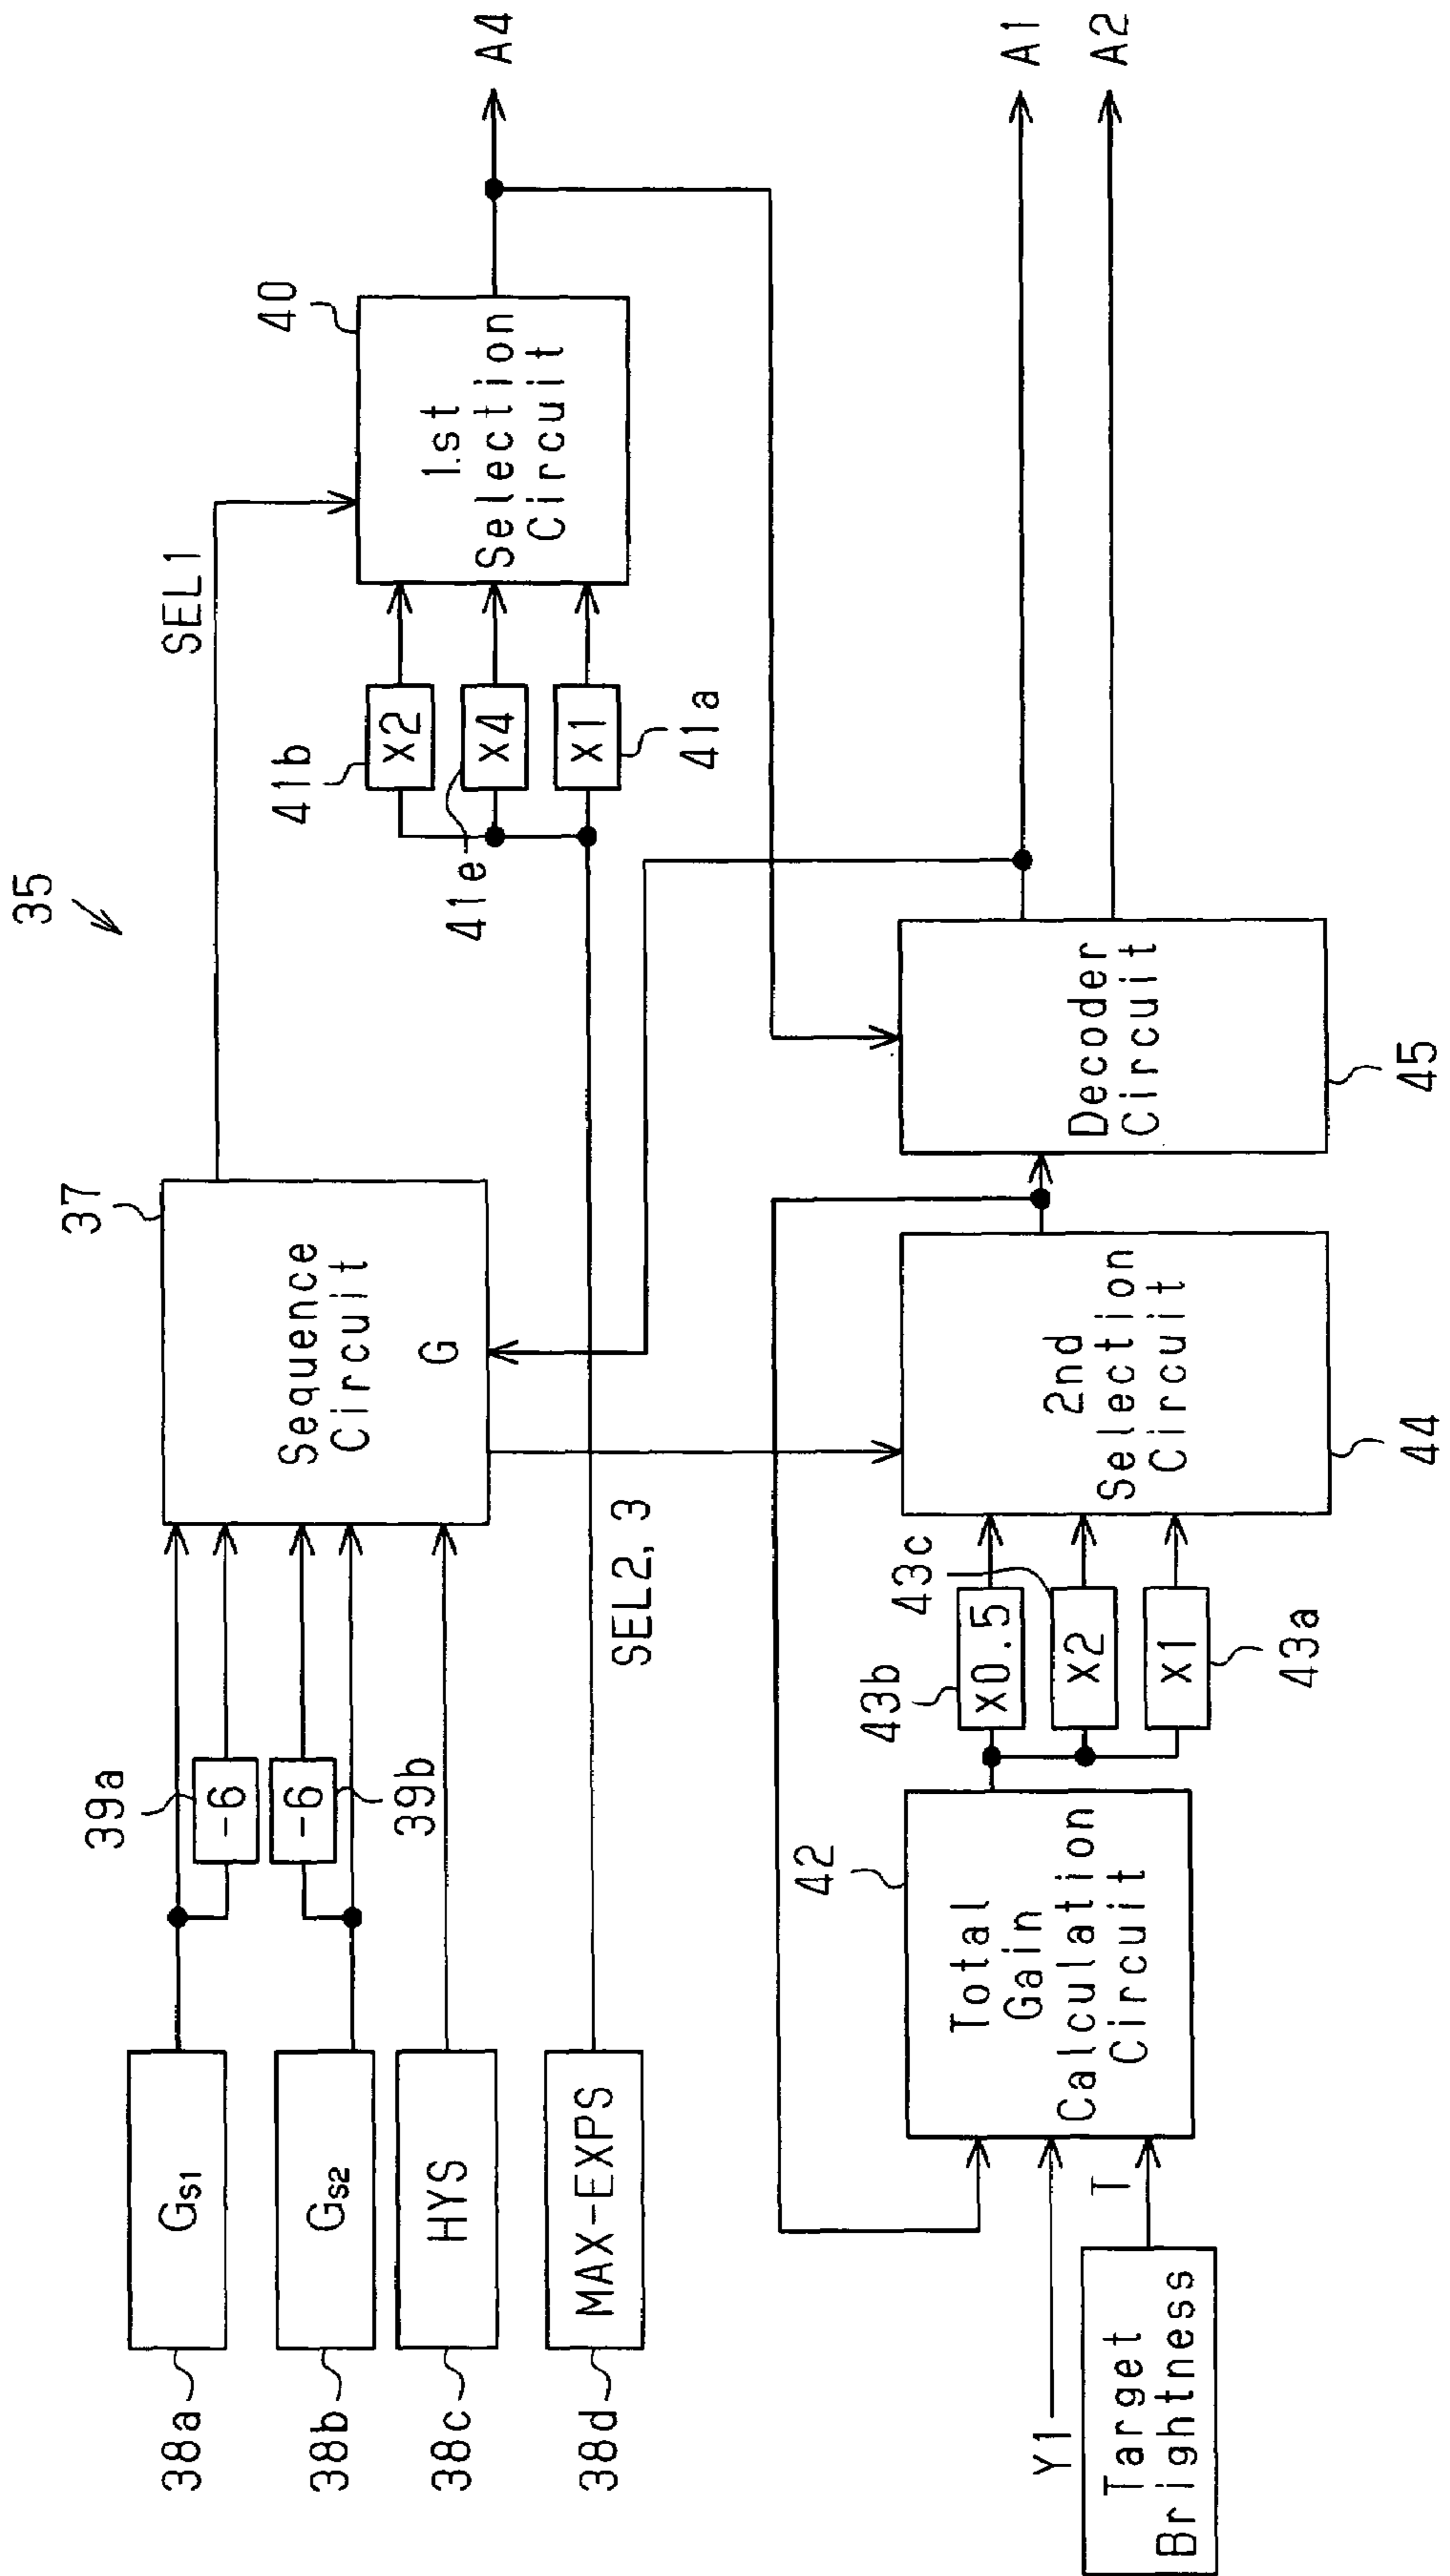 35
38a
Gs1
39a
-6
38b
Gs2
-6
39b
38c
HYS
38d
MAX-EXPS
37
Sequence
Circuit
G
SEL1
SEL2, 3
41b
X2
41e
X4
X1
41a
40
1.st
Selection
Circuit
A4
Y1
Target
Brightness
T
42
Total
Gain
Calculation
Circuit
43b
X0.5
43c
X2
X1
43a
2nd
Selection
Circuit
44
Decoder
Circuit
45
A1
A2